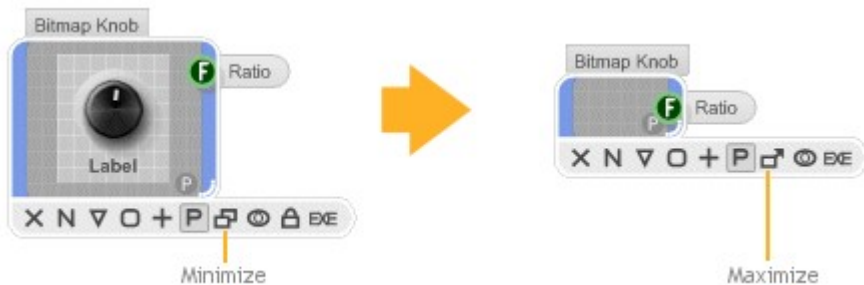 Bitmap Knob
F Ratio
Label
P
X N P EXE
Minimize
Bitmap Knob
F Ratio
P
X N P EXE
Maximize